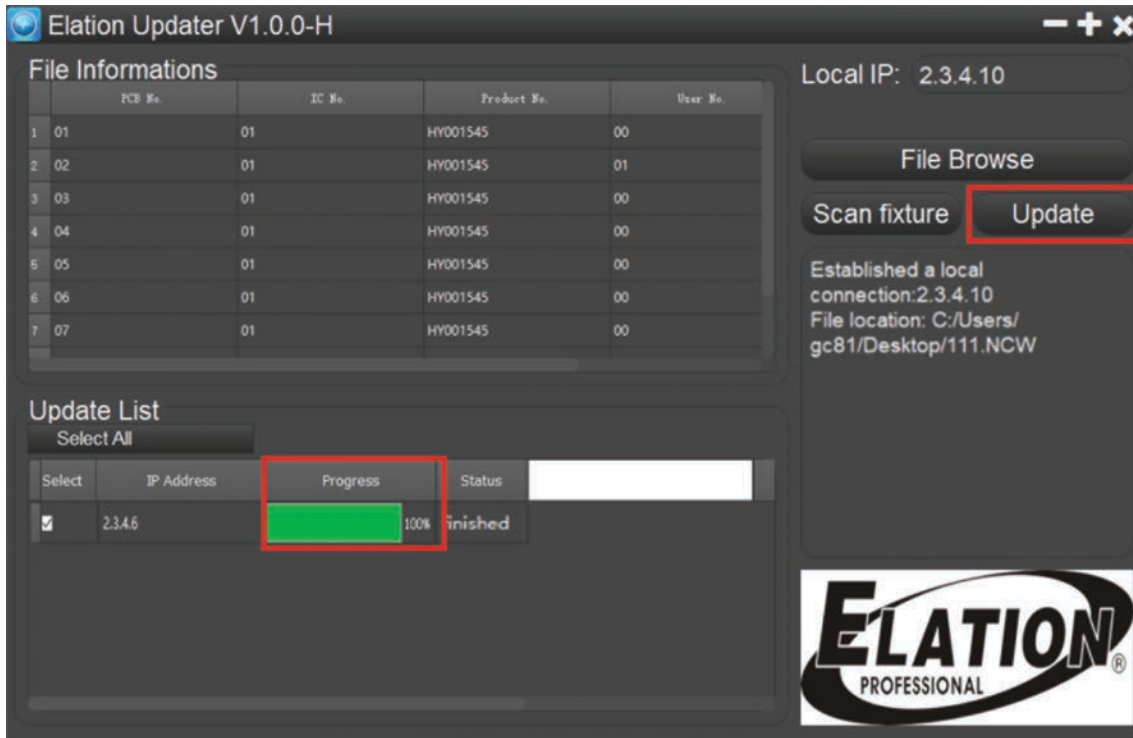 Elation Updater V1.0.0-H
File Informations
PCB No. IC No. Product No. User No.
1 01 01 HY001545 00
2 02 01 HY001545 01
3 03 01 HY001545 00
4 04 01 HY001545 00
5 05 01 HY001545 00
6 06 01 HY001545 00
7 07 01 HY001545 00
Update List
Select All
Select IP Address Progress Status
2.3.4.6 100% finished
Local IP: 2.3.4.10
File Browse
Scan fixture Update
Established a local
connection:2.3.4.10
File location: C:/Users/
gc81/Desktop/111.NCW
ELATION®
PROFESSIONAL